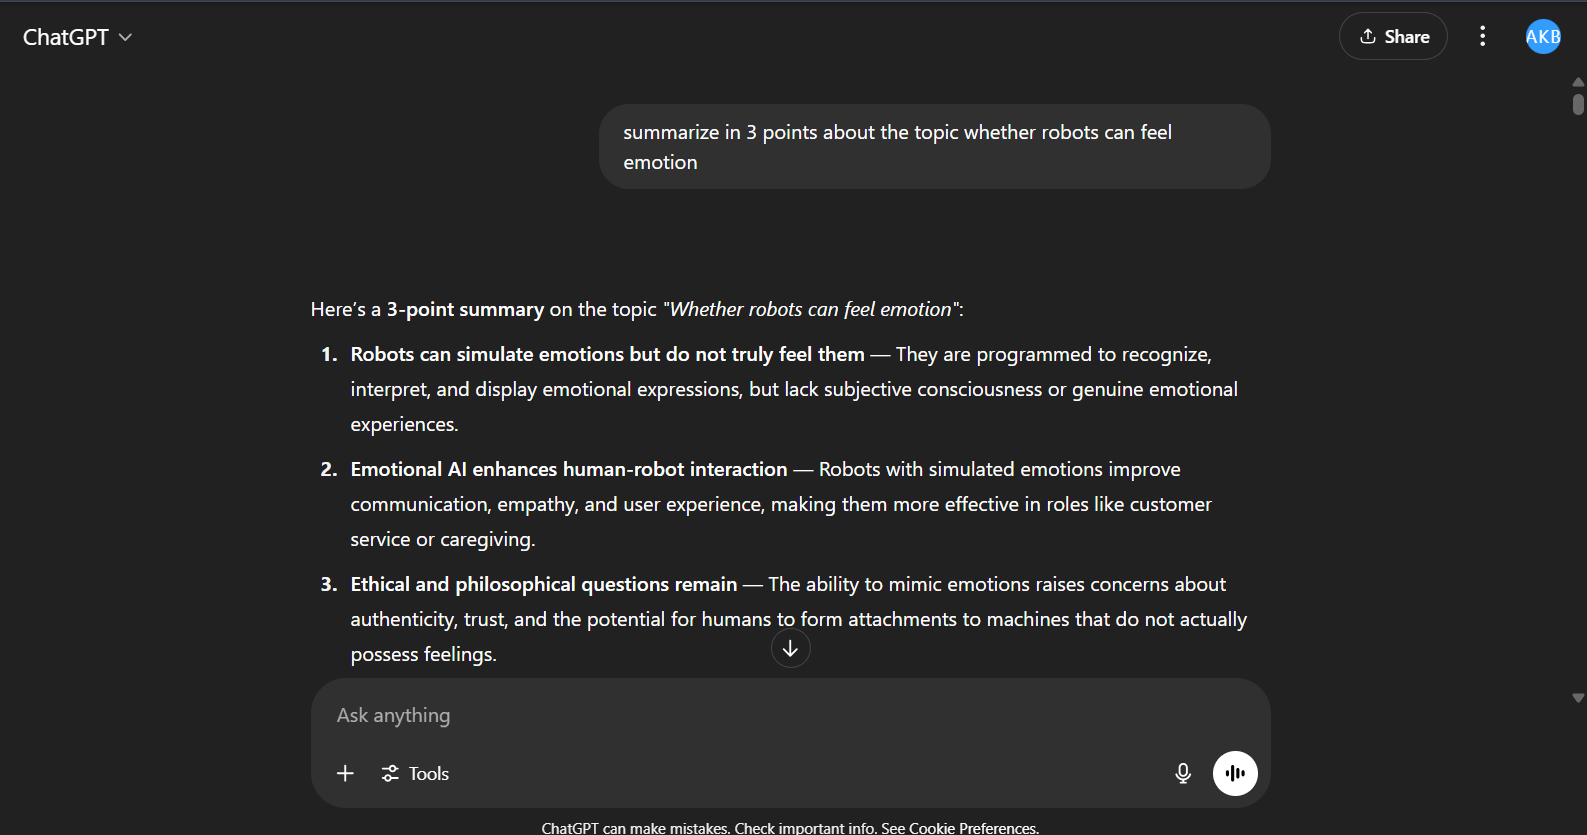 ChatGPT
Share
AKB
summarize in 3 points about the topic whether robots can feel
emotion
Here’s a 3-point summary on the topic "Whether robots can feel emotion":
1. Robots can simulate emotions but do not truly feel them — They are programmed to recognize,
interpret, and display emotional expressions, but lack subjective consciousness or genuine emotional
experiences.
2. Emotional AI enhances human-robot interaction — Robots with simulated emotions improve
communication, empathy, and user experience, making them more effective in roles like customer
service or caregiving.
3. Ethical and philosophical questions remain — The ability to mimic emotions raises concerns about
authenticity, trust, and the potential for humans to form attachments to machines that do not actually
possess feelings.
Ask anything
Tools
ChatGPT can make mistakes. Check important info. See Cookie Preferences.